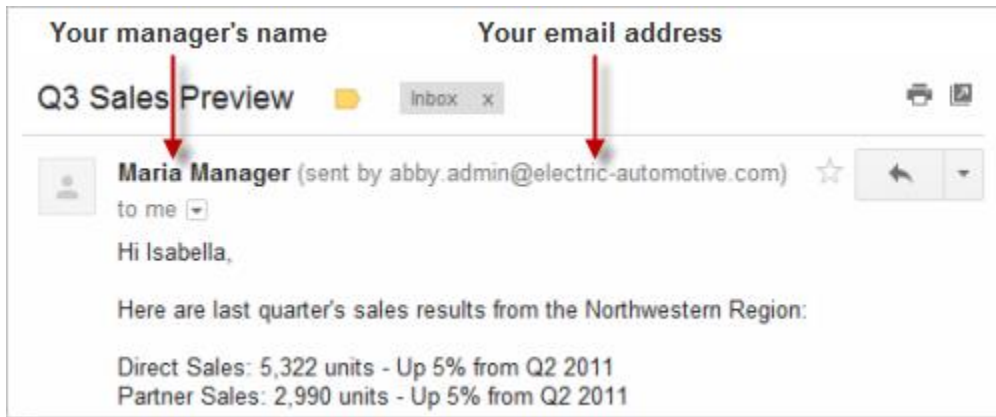 Your manager's name Your email address
Q3 Sales Preview Inbox x
Maria Manager (sent by abby.admin@electric-automotive.com)
to me
Hi Isabella,
Here are last quarter's sales results from the Northwestern Region:
Direct Sales: 5,322 units - Up 5% from Q2 2011
Partner Sales: 2,990 units - Up 5% from Q2 2011